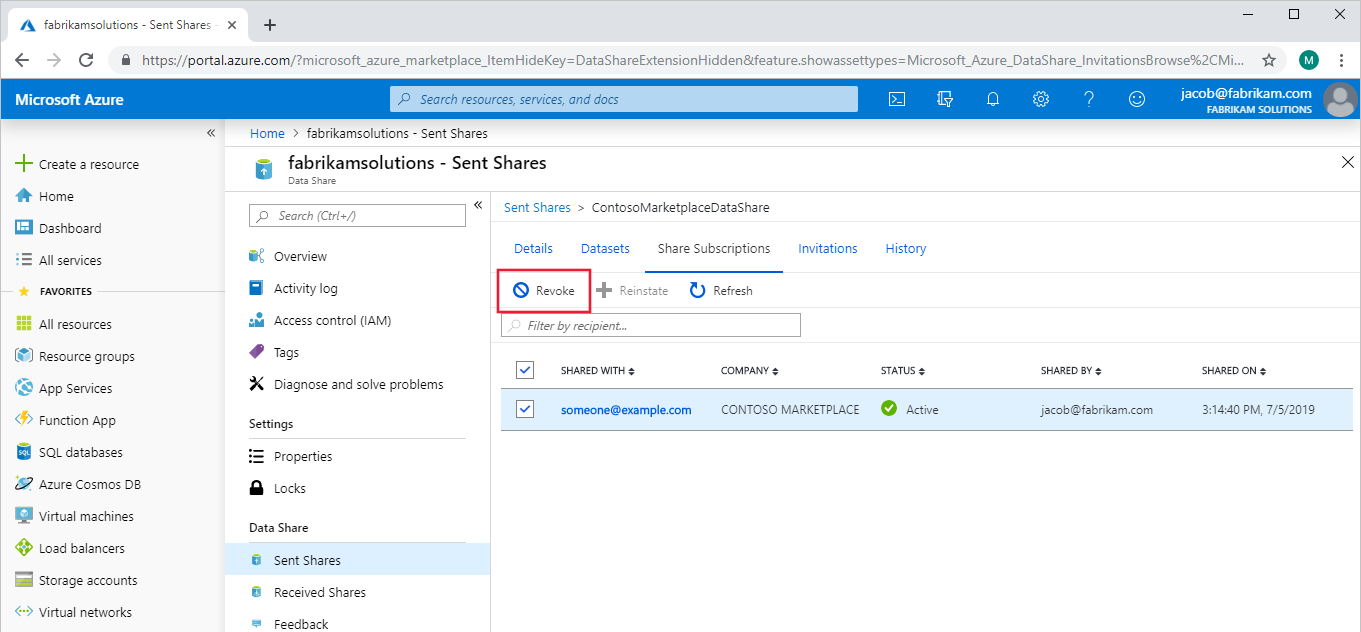 fabrikamsolutions - Sent Shares -
https://portal.azure.com/?microsoft_azure_marketplace_ItemHideKey=DataShareExtensionHidden&feature.showassettypes=Microsoft_Azure_DataShare_InvitationsBrowse%2CMi...
M
Microsoft Azure
Search resources, services, and docs
jacob@fabrikam.com
FABRIKAM SOLUTIONS
Create a resource
Home
Dashboard
All services
FAVORITES
All resources
Resource groups
App Services
Function App
SQL databases
Azure Cosmos DB
Virtual machines
Load balancers
Storage accounts
Virtual networks
Home > fabrikamsolutions - Sent Shares
fabrikamsolutions - Sent Shares
Data Share
Search (Ctrl+/)
Overview
Activity log
Access control (IAM)
Tags
Diagnose and solve problems
Settings
Properties
Locks
Data Share
Sent Shares
Received Shares
Feedback
Sent Shares > ContosoMarketplaceDataShare
Details Datasets Share Subscriptions Invitations History
Revoke Reinstate Refresh
Filter by recipient...
SHARED WITH COMPANY STATUS SHARED BY SHARED ON
someone@example.com CONTOSO MARKETPLACE Active jacob@fabrikam.com 3:14:40 PM, 7/5/2019